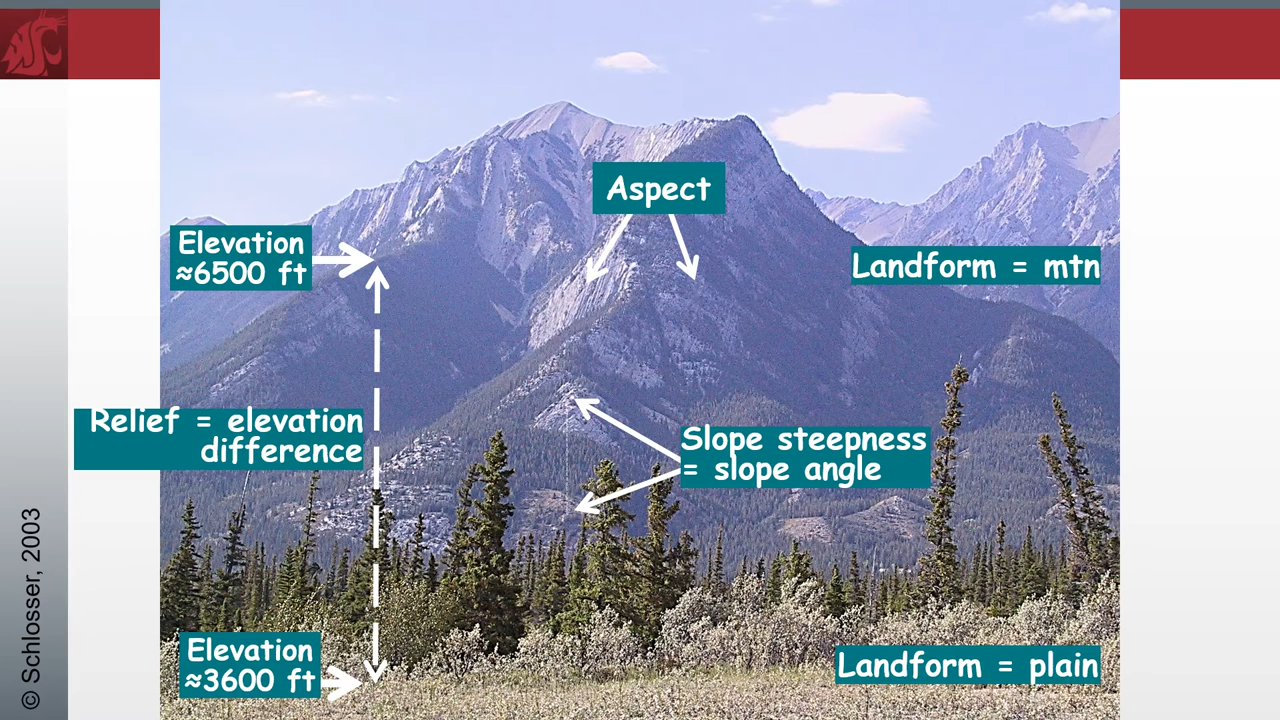 Aspect
Elevation
≈6500 ft
Landform = mtn
Relief = elevation
difference
Slope steepness
= slope angle
Elevation
≈3600 ft
Landform = plain
© Schlosser, 2003